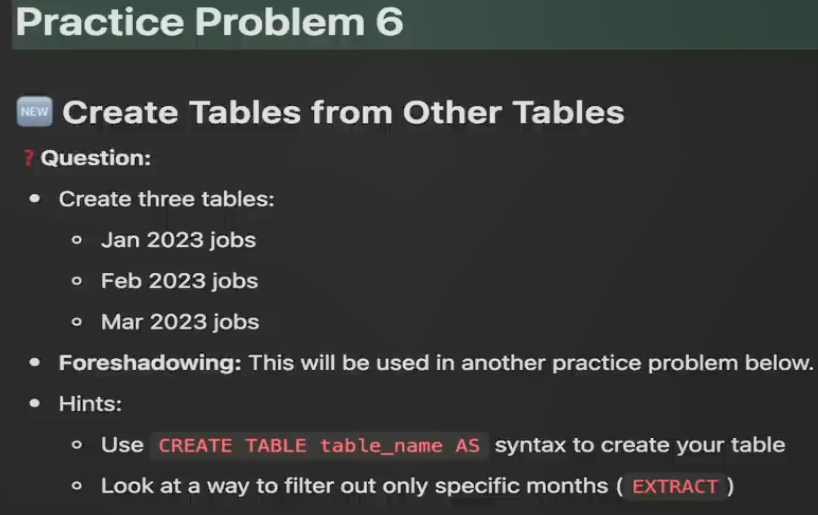 Practice Problem 6
NEW Create Tables from Other Tables
? Question:
• Create three tables:
◦ Jan 2023 jobs
◦ Feb 2023 jobs
◦ Mar 2023 jobs
• Foreshadowing: This will be used in another practice problem below.
• Hints:
◦ Use CREATE TABLE table_name AS syntax to create your table
◦ Look at a way to filter out only specific months ( EXTRACT )